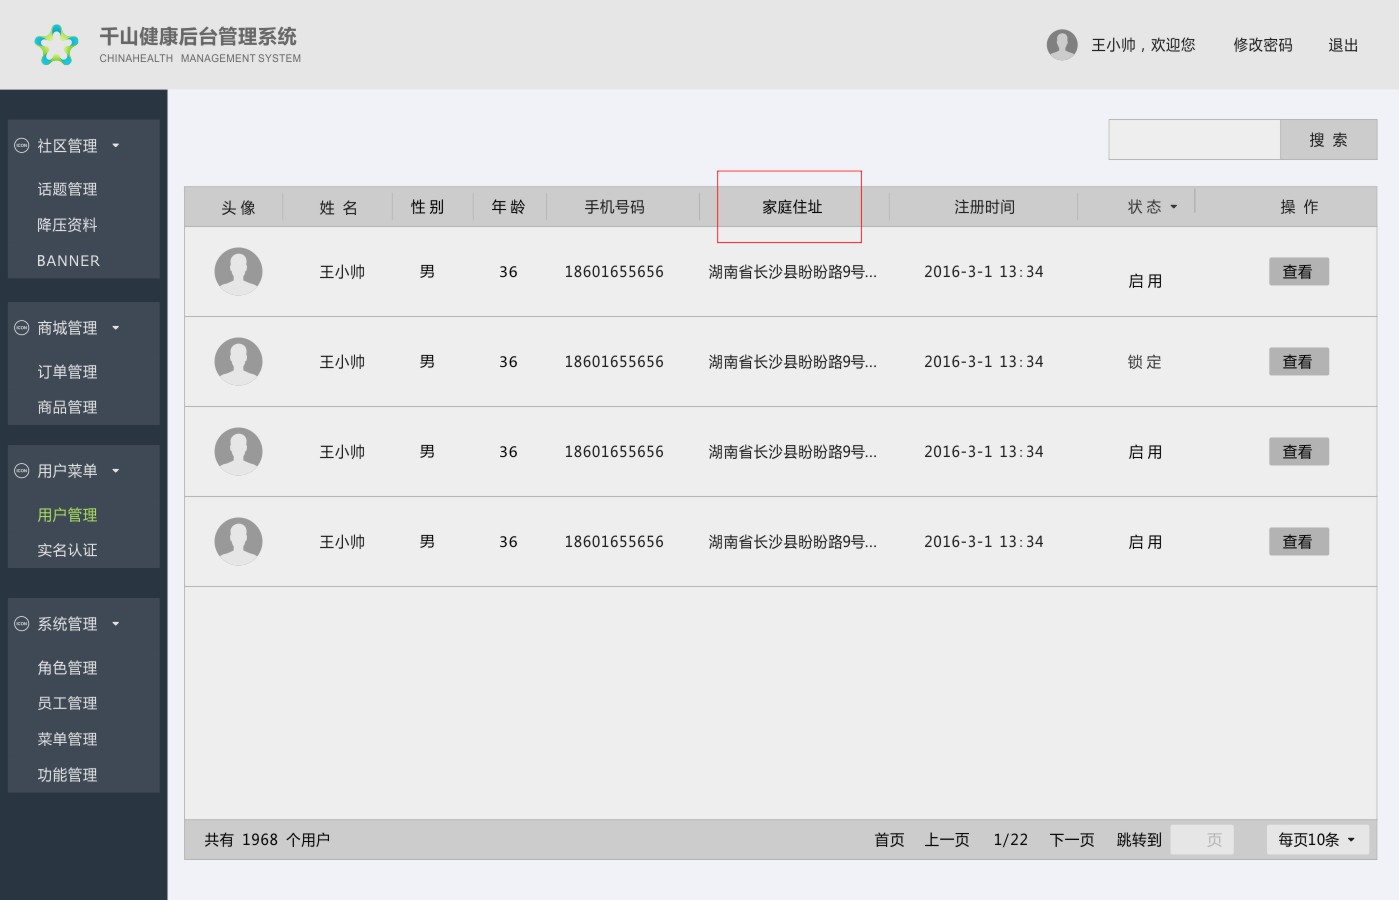 千山健康后台管理系统
CHINAHEALTH MANAGEMENT SYSTEM
王小帅，欢迎您 修改密码 退出
社区管理
话题管理
降压资料
BANNER
商城管理
订单管理
商品管理
用户菜单
用户管理
实名认证
系统管理
角色管理
员工管理
菜单管理
功能管理
搜 索
头像 姓 名 性别 年龄 手机号码 家庭住址 注册时间 状态 操 作
王小帅 男 36 18601655656 湖南省长沙县盼盼路9号... 2016-3-1 13:34 启用 查看
王小帅 男 36 18601655656 湖南省长沙县盼盼路9号... 2016-3-1 13:34 锁定 查看
王小帅 男 36 18601655656 湖南省长沙县盼盼路9号... 2016-3-1 13:34 启用 查看
王小帅 男 36 18601655656 湖南省长沙县盼盼路9号... 2016-3-1 13:34 启用 查看
共有 1968 个用户 首页 上一页 1/22 下一页 跳转到 页 每页10条